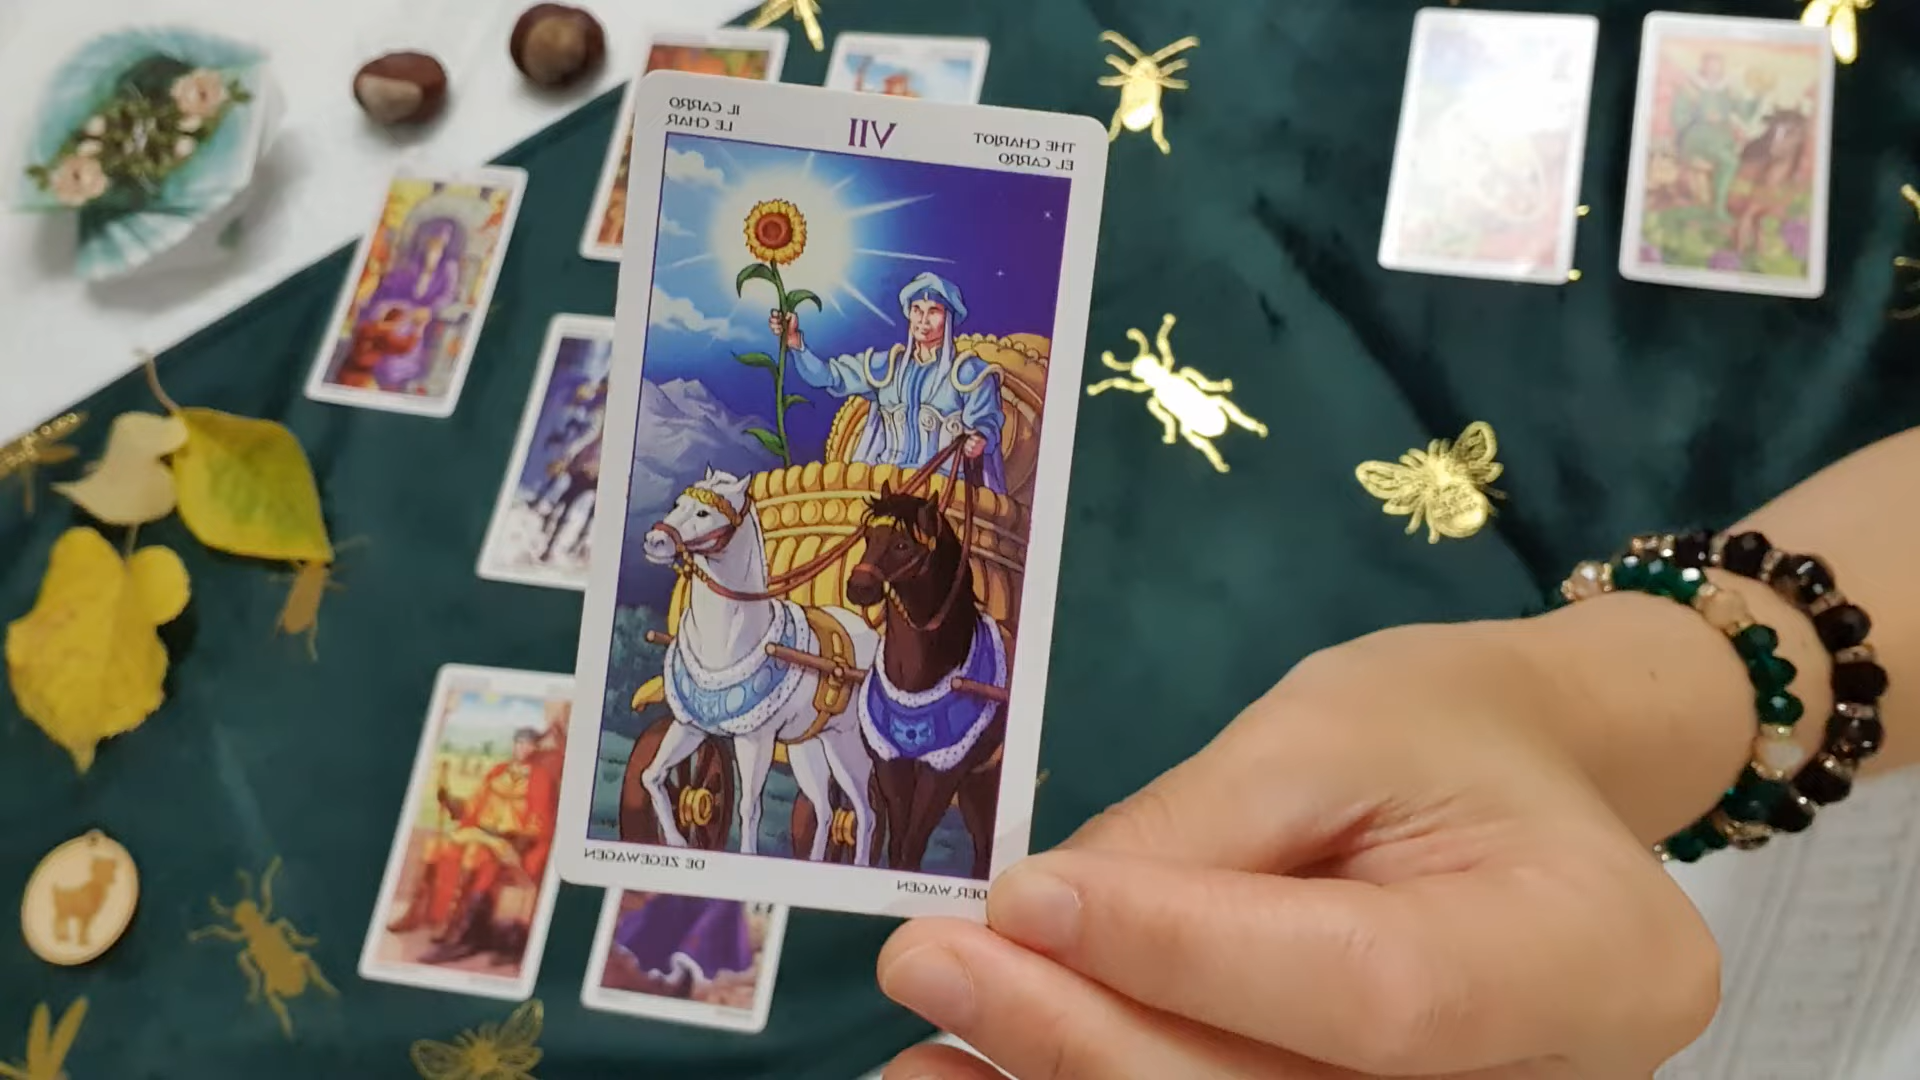 IL CARRO
LE CHAR
VII
THE CHARIOT
EL CARRO
DE ZEGEWAGEN
DER WAGEN